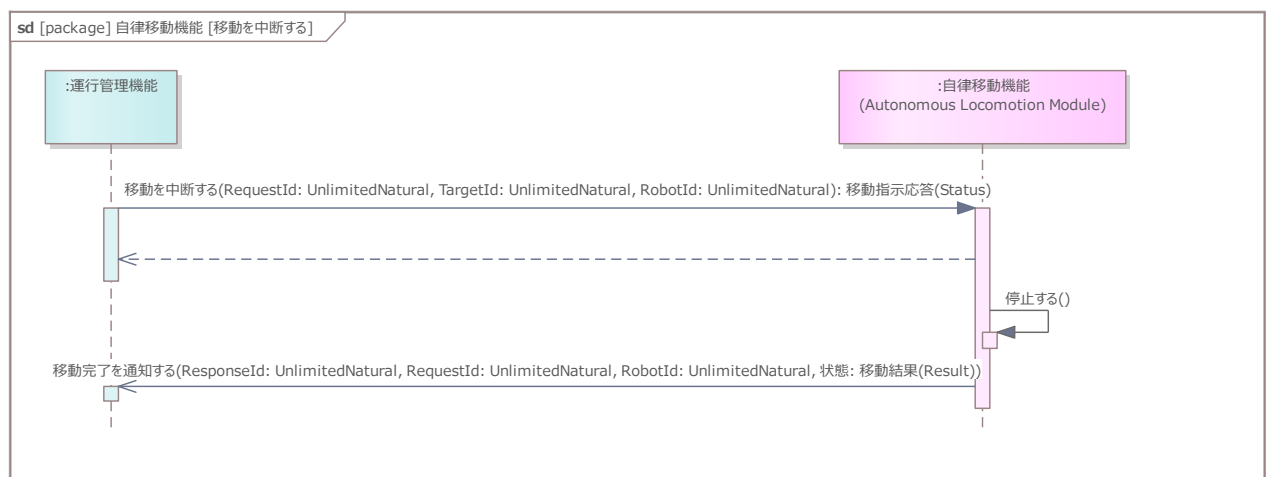 sd [package] 自律移動機能 [移動を中断する]
:運行管理機能
:自律移動機能
(Autonomous Locomotion Module)
移動を中断する(RequestId: UnlimitedNatural, TargetId: UnlimitedNatural, RobotId: UnlimitedNatural): 移動指示応答(Status)
停止する()
移動完了を通知する(ResponseId: UnlimitedNatural, RequestId: UnlimitedNatural, RobotId: UnlimitedNatural, 状態: 移動結果(Result))